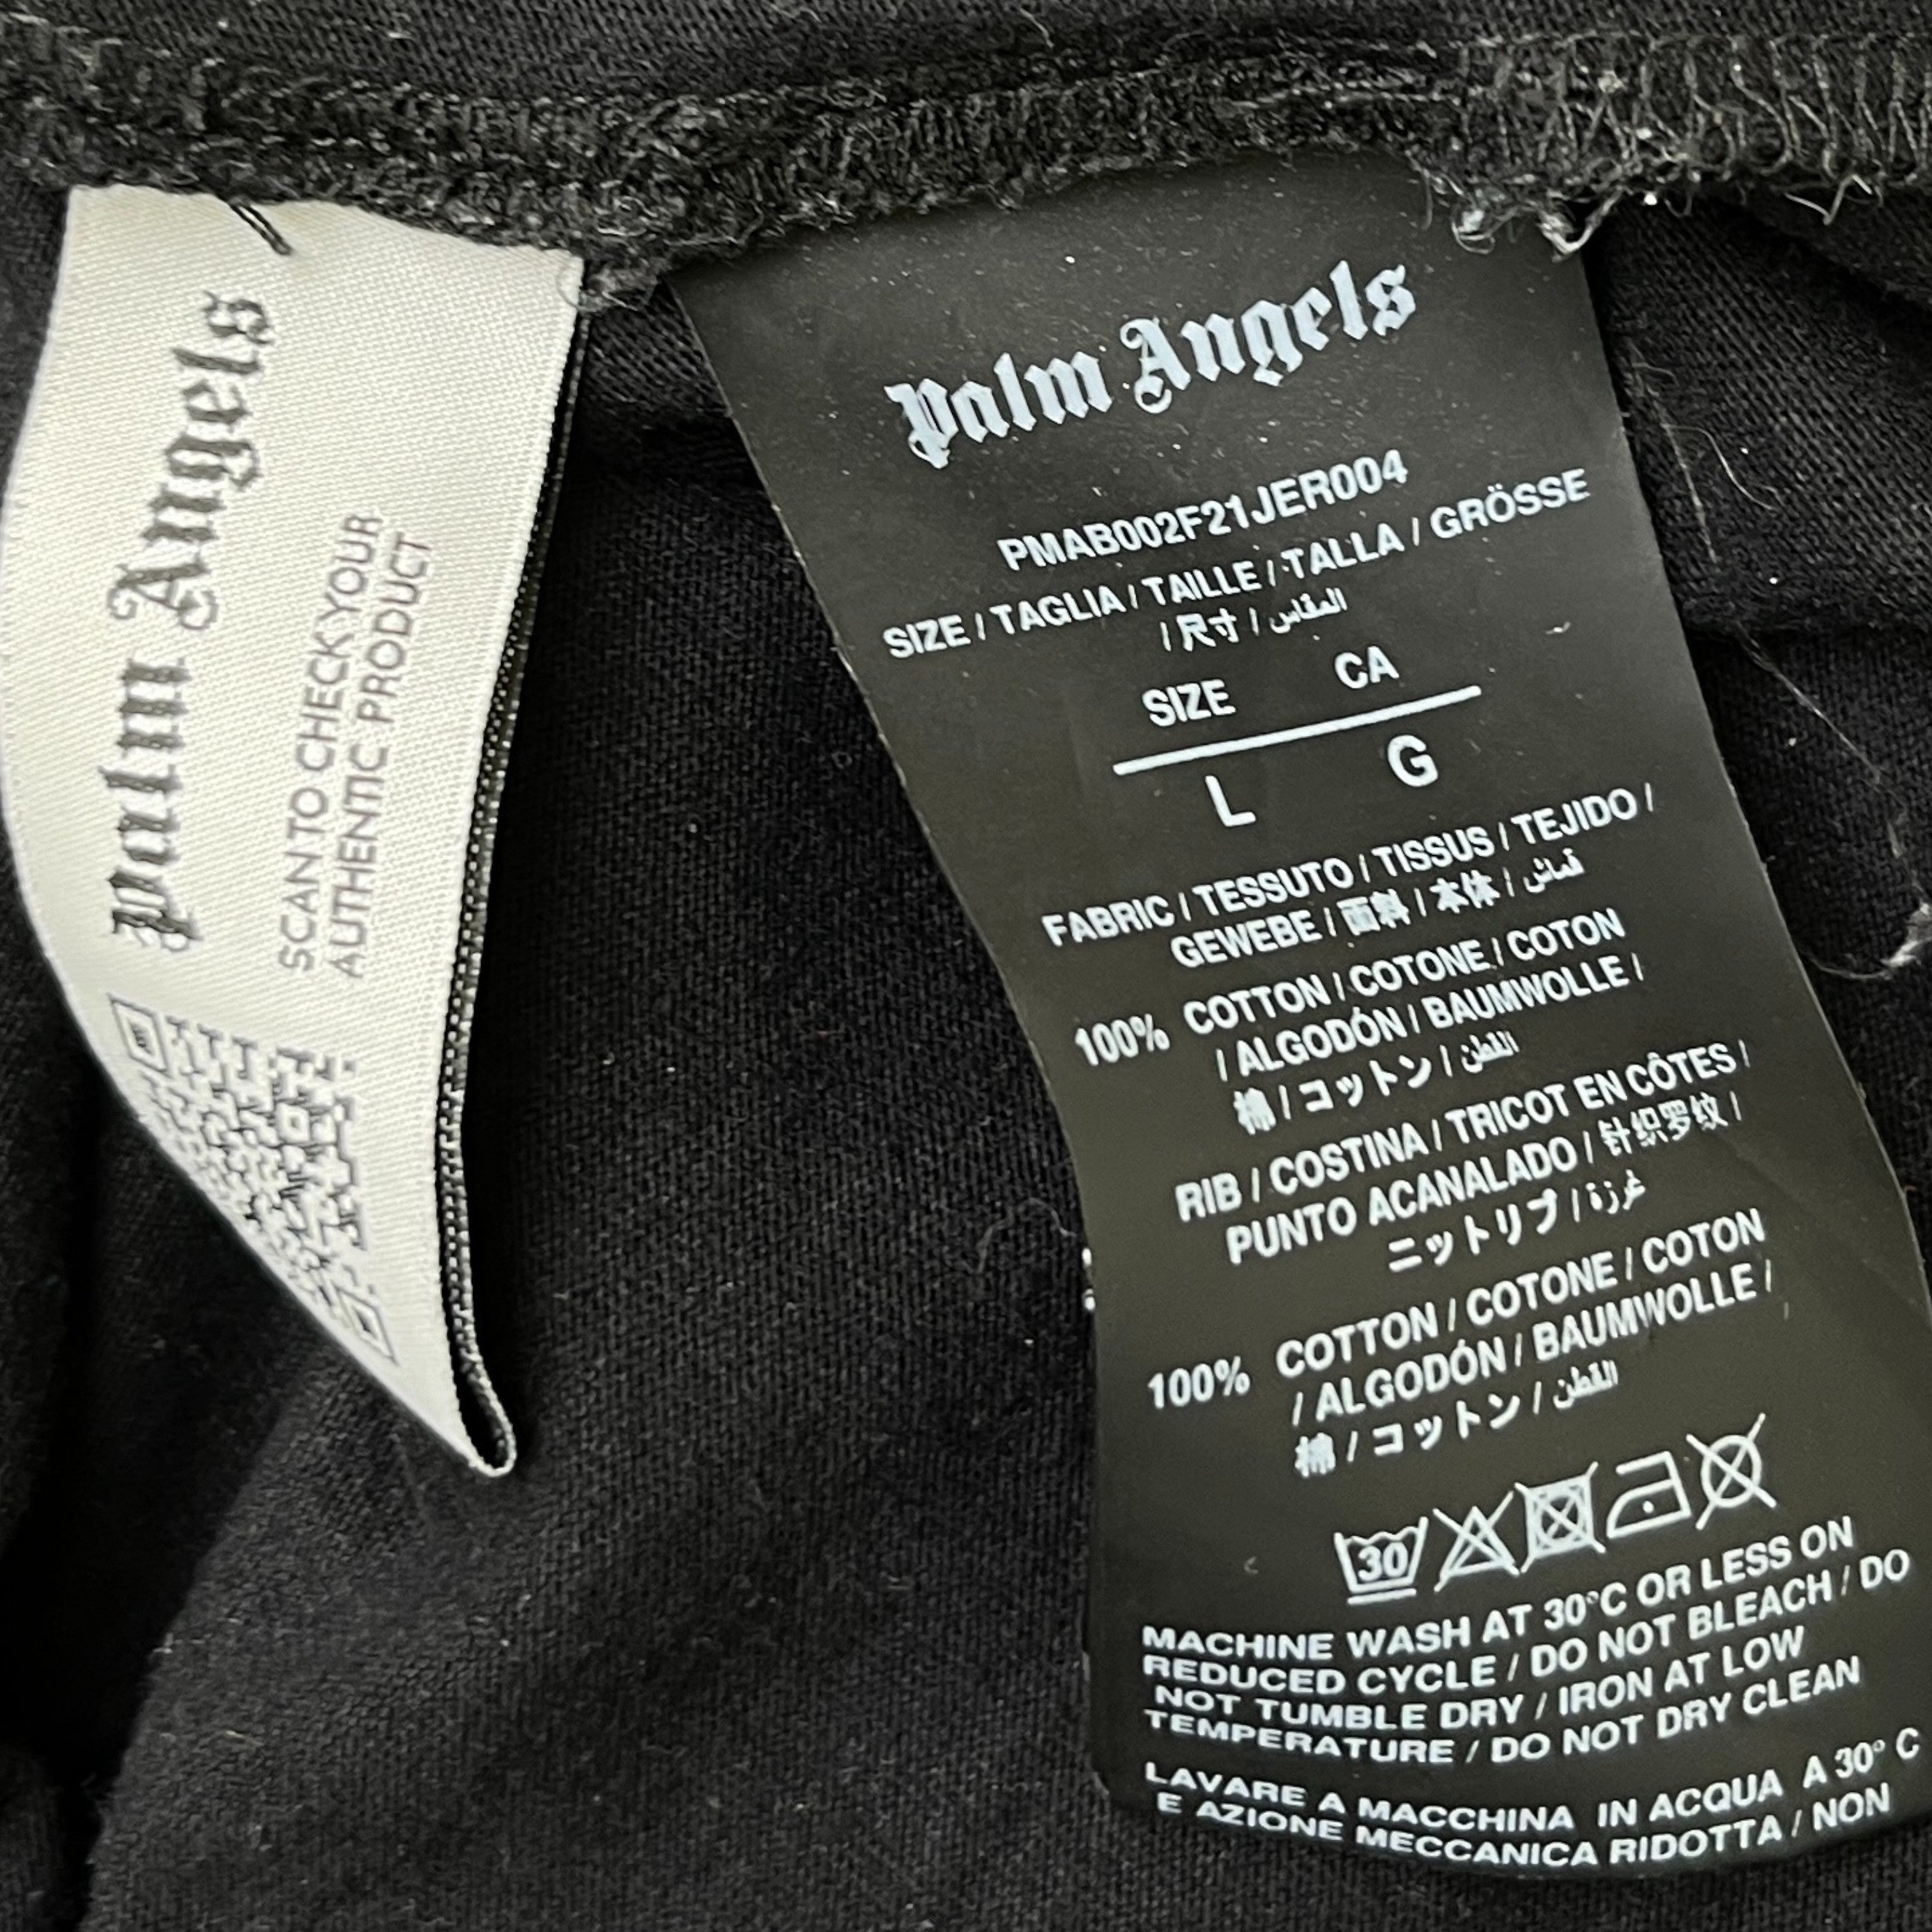 Palm Angels
SCAN TO CHECK YOUR
AUTHENTIC PRODUCT
Palm Angels
PMAB002F21JER004
SIZE / TAGLIA / TAILLE / TALLA / GRÖSSE
/ 尺寸 / المقاس
SIZE CA
L G
FABRIC / TESSUTO / TISSUS / TEJIDO /
GEWEBE / 面料 / 本体 / قماش
100% COTTON / COTONE / COTON
/ ALGODÓN / BAUMWOLLE /
棉 / コットン / القطن
RIB / COSTINA / TRICOT EN CÔTES /
PUNTO ACANALADO / 针织罗纹 /
ニットリブ / غرزة
100% COTTON / COTONE / COTON
/ ALGODÓN / BAUMWOLLE /
棉 / コットン / القطن
30
MACHINE WASH AT 30°C OR LESS ON
REDUCED CYCLE / DO NOT BLEACH / DO
NOT TUMBLE DRY / IRON AT LOW
TEMPERATURE / DO NOT DRY CLEAN
LAVARE A MACCHINA IN ACQUA A 30° C
E AZIONE MECCANICA RIDOTTA / NON